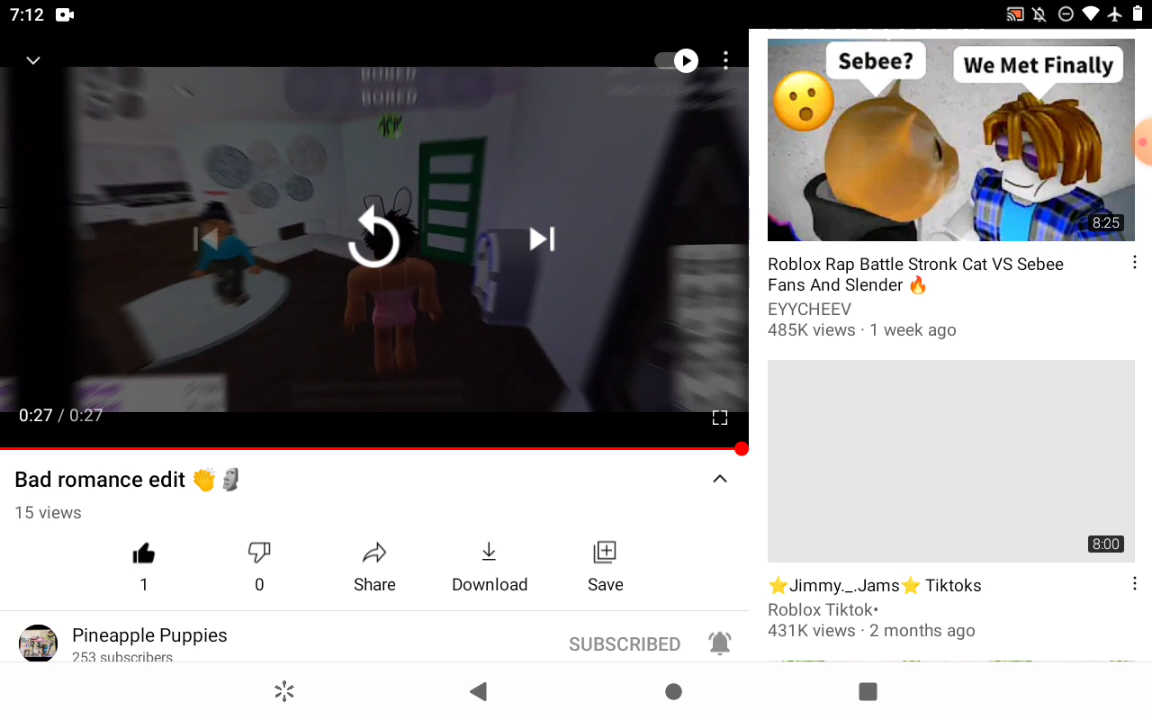 7:12
BORED
BORED
0:27 / 0:27
Bad romance edit 👏🗿
15 views
1
0
Share
Download
Save
Pineapple Puppies
253 subscribers
SUBSCRIBED
Sebee?
We Met Finally
8:25
Roblox Rap Battle Stronk Cat VS Sebee
Fans And Slender 🔥
EYYCHEEV
485K views · 1 week ago
8:00
⭐Jimmy._.Jams⭐ Tiktoks
Roblox Tiktok•
431K views · 2 months ago